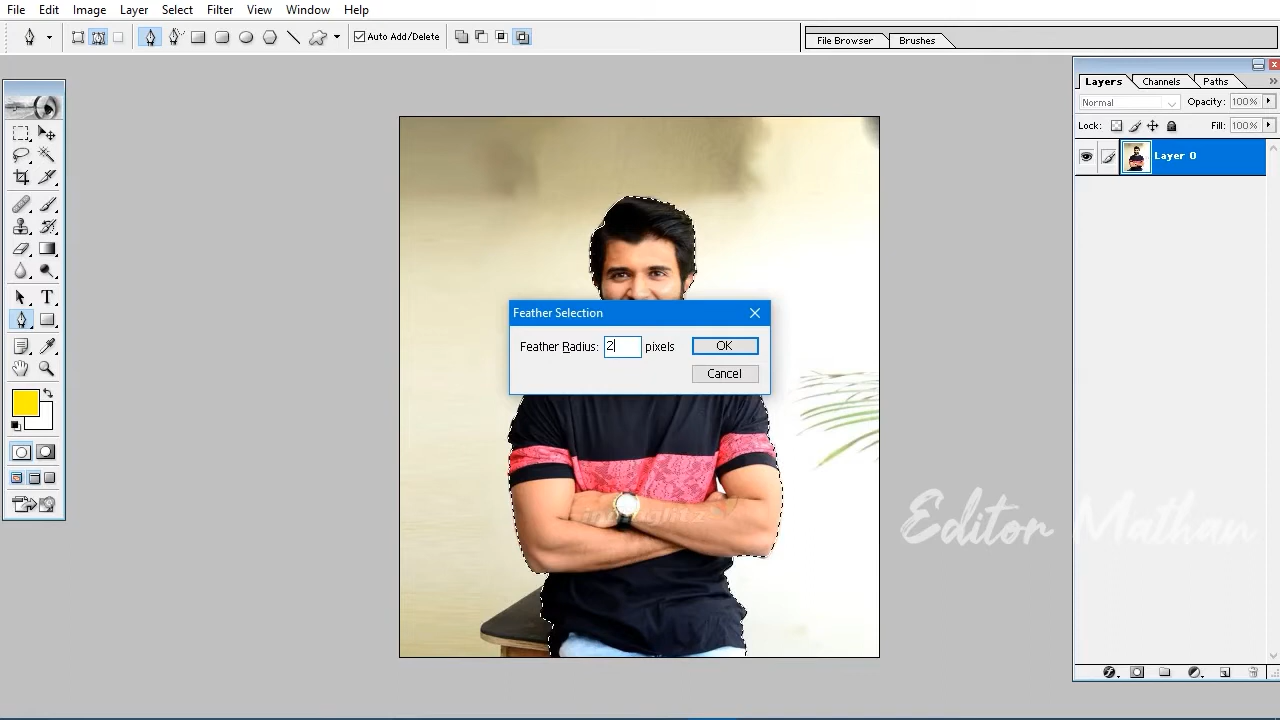 File Edit Image Layer Select Filter View Window Help
Auto Add/Delete
File Browser Brushes
Layers Channels Paths
Normal Opacity: 100%
Lock: Fill: 100%
Layer 0
Feather Selection
Feather Radius: 2 pixels OK
Cancel
T
Editor Mathan